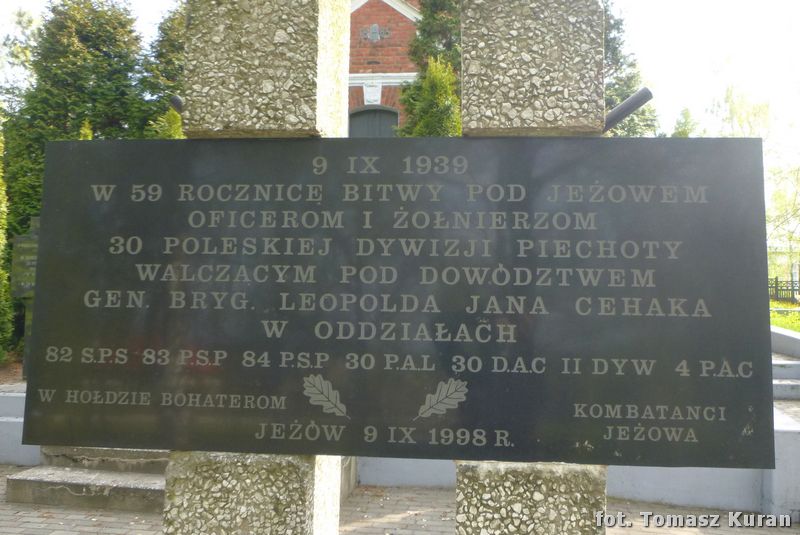 9 IX 1939
W 59 ROCZNICĘ BITWY POD JEŻOWEM
OFICEROM I ŻOŁNIERZOM
30 POLESKIEJ DYWIZJI PIECHOTY
WALCZĄCYM POD DOWÓDZTWEM
GEN. BRYG. LEOPOLDA JANA CEHAKA
W ODDZIAŁACH
82 S.P.S 83 P.S.P 84 P.S.P 30 P.A.L 30 D.A.C II DYW 4 P.A.C
W HOŁDZIE BOHATEROM
KOMBATANCI
JEŻOWA
JEŻÓW 9 IX 1998 R.
fot. Tomasz Kuran